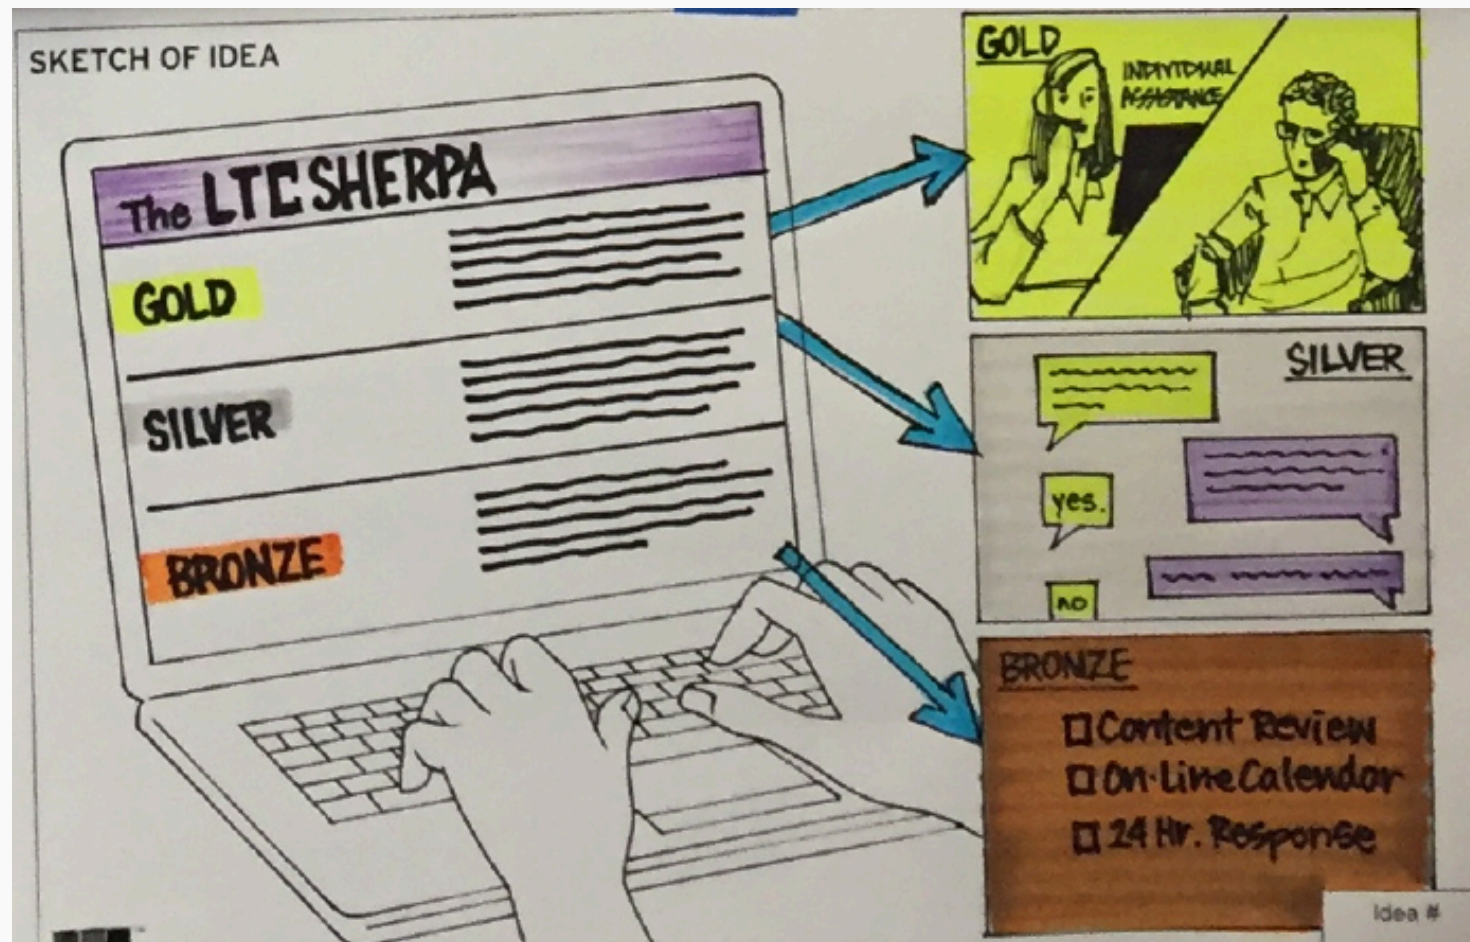 SKETCH OF IDEA
The LTC SHERPA
GOLD
SILVER
BRONZE
GOLD
INDIVIDUAL
ASSISTANCE
SILVER
yes.
no
BRONZE
Content Review
On-Line Calendar
24 Hr. Response
Idea #